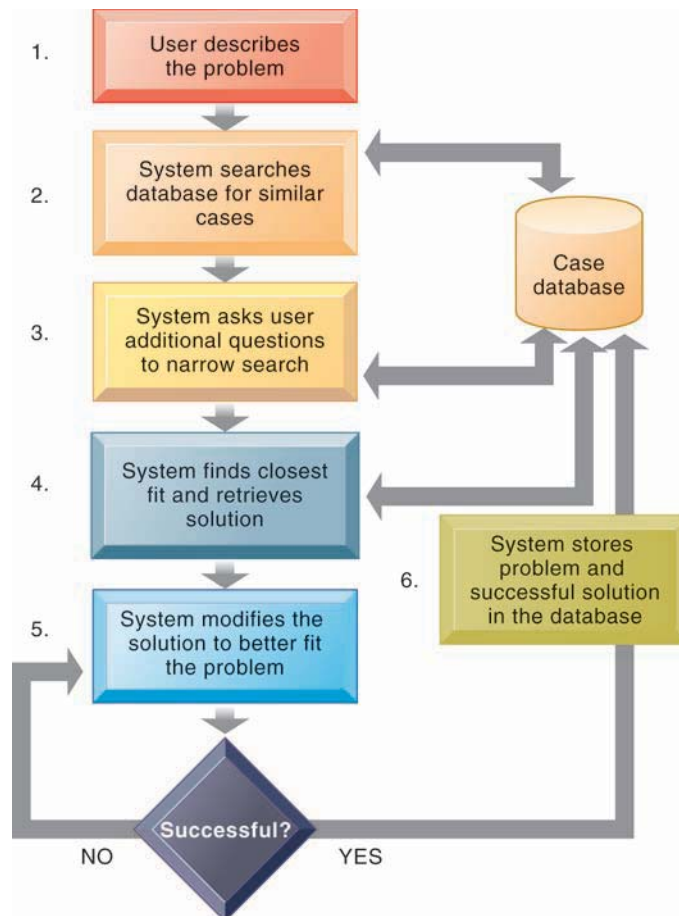 1.
User describes
the problem
2.
System searches
database for similar
cases
Case
database
3.
System asks user
additional questions
to narrow search
4.
System finds closest
fit and retrieves
solution
6.
System stores
problem and
successful solution
in the database
5.
System modifies the
solution to better fit
the problem
Successful?
NO
YES